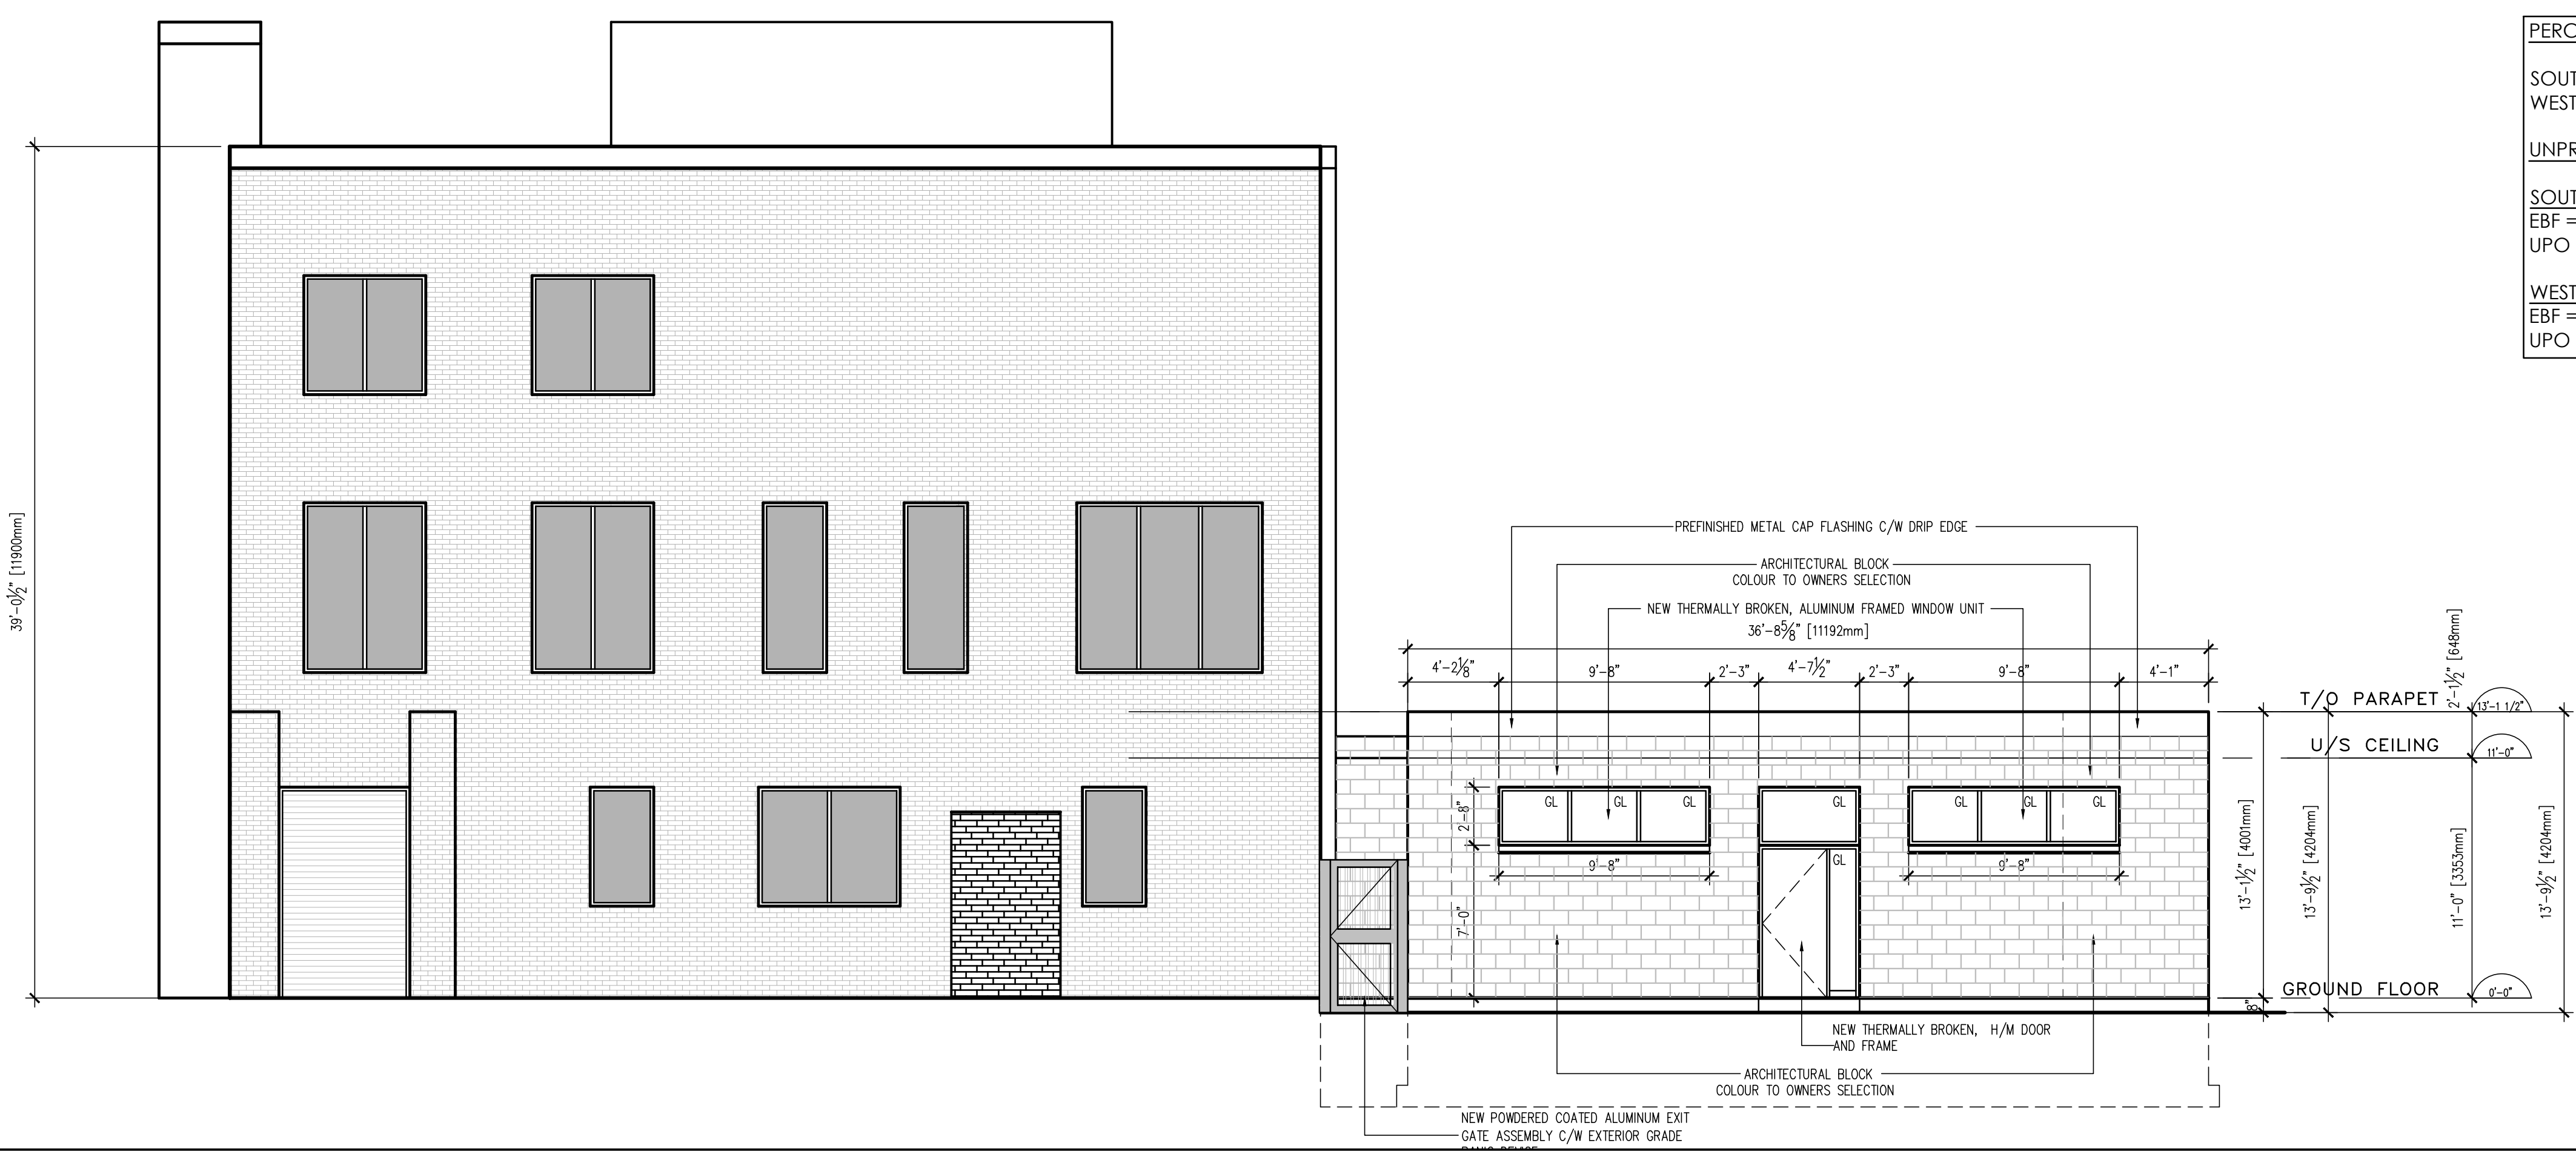 PERC
SOUT
WEST
UNPR
SOUT
EBF =
UPO
WEST
EBF =
UPO
39'-0½" [11900mm]
PREFINISHED METAL CAP FLASHING C/W DRIP EDGE
ARCHITECTURAL BLOCK
COLOUR TO OWNERS SELECTION
NEW THERMALLY BROKEN, ALUMINUM FRAMED WINDOW UNIT
36'-8⅝" [11192mm]
4'-2⅛" 9'-8" 2'-3" 4'-7½" 2'-3" 9'-8" 4'-1"
2'-1½" [648mm]
T/O PARAPET 13'-1 1/2"
U/S CEILING 11'-0"
GL GL GL GL GL GL GL
2'-8"
GL
9'-8" 9'-8"
7'-0"
13'-1½" [4001mm]
13'-9½" [4204mm]
11'-0" [3353mm]
13'-9½" [4204mm]
GROUND FLOOR 0'-0"
8"
NEW THERMALLY BROKEN, H/M DOOR
AND FRAME
ARCHITECTURAL BLOCK
COLOUR TO OWNERS SELECTION
NEW POWDERED COATED ALUMINUM EXIT
GATE ASSEMBLY C/W EXTERIOR GRADE